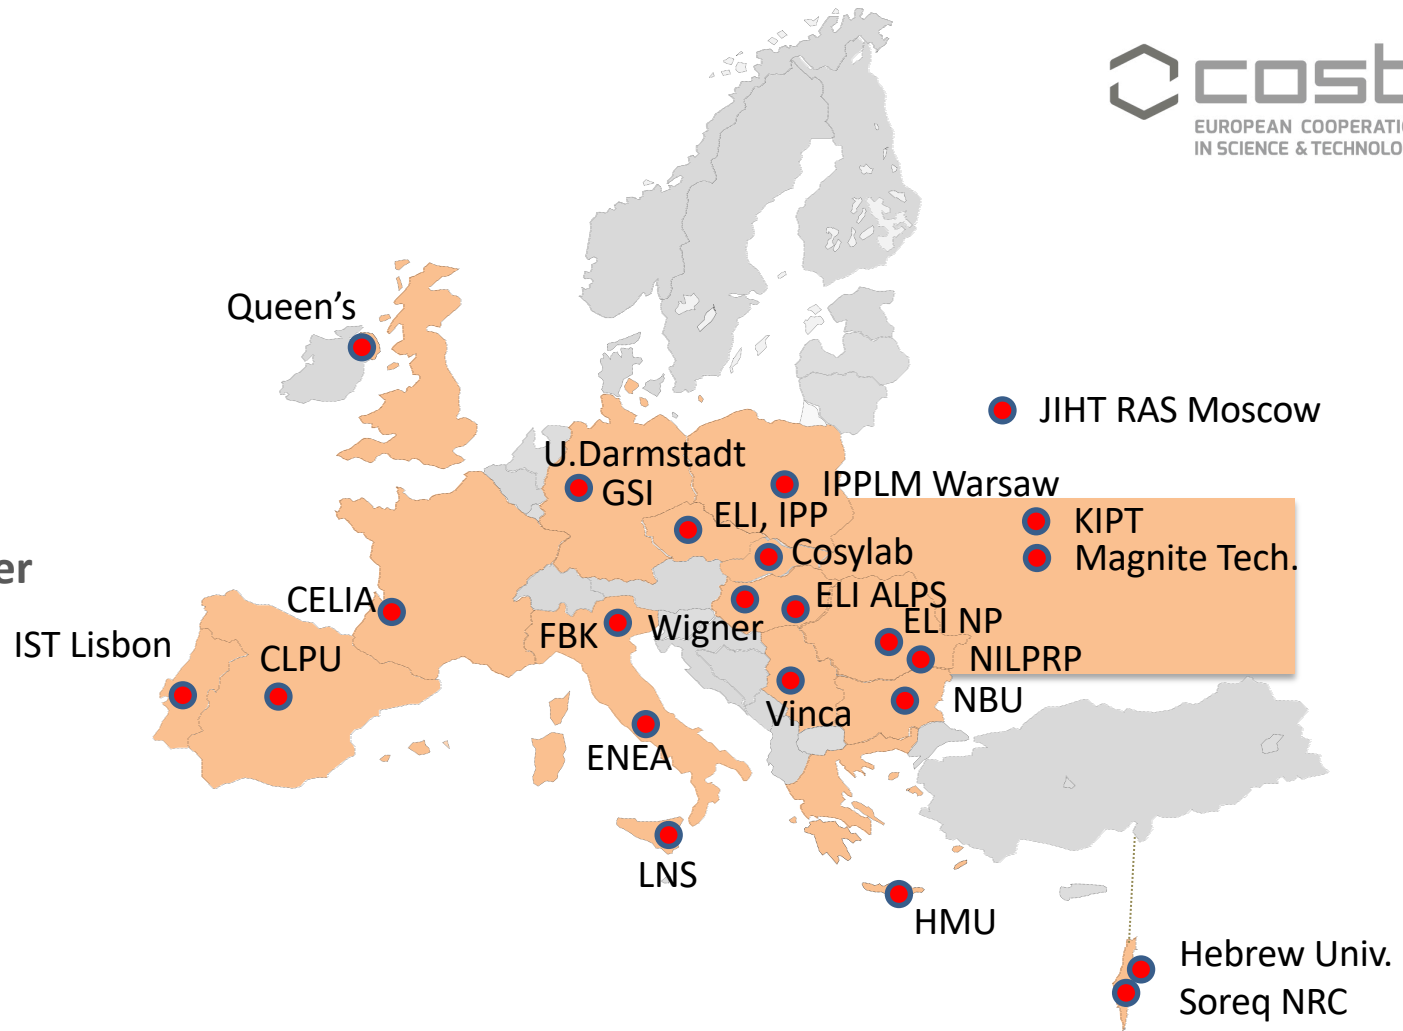 cost
EUROPEAN COOPERATIO
IN SCIENCE & TECHNOLO
Queen's
JIHT RAS Moscow
U.Darmstadt
GSI
IPPLM Warsaw
ELI, IPP
KIPT
Cosylab
Magnite Tech.
er
CELIA
ELI ALPS
FBK
Wigner
ELI NP
IST Lisbon
CLPU
NILPRP
NBU
Vinca
ENEA
LNS
HMU
Hebrew Univ.
Soreq NRC